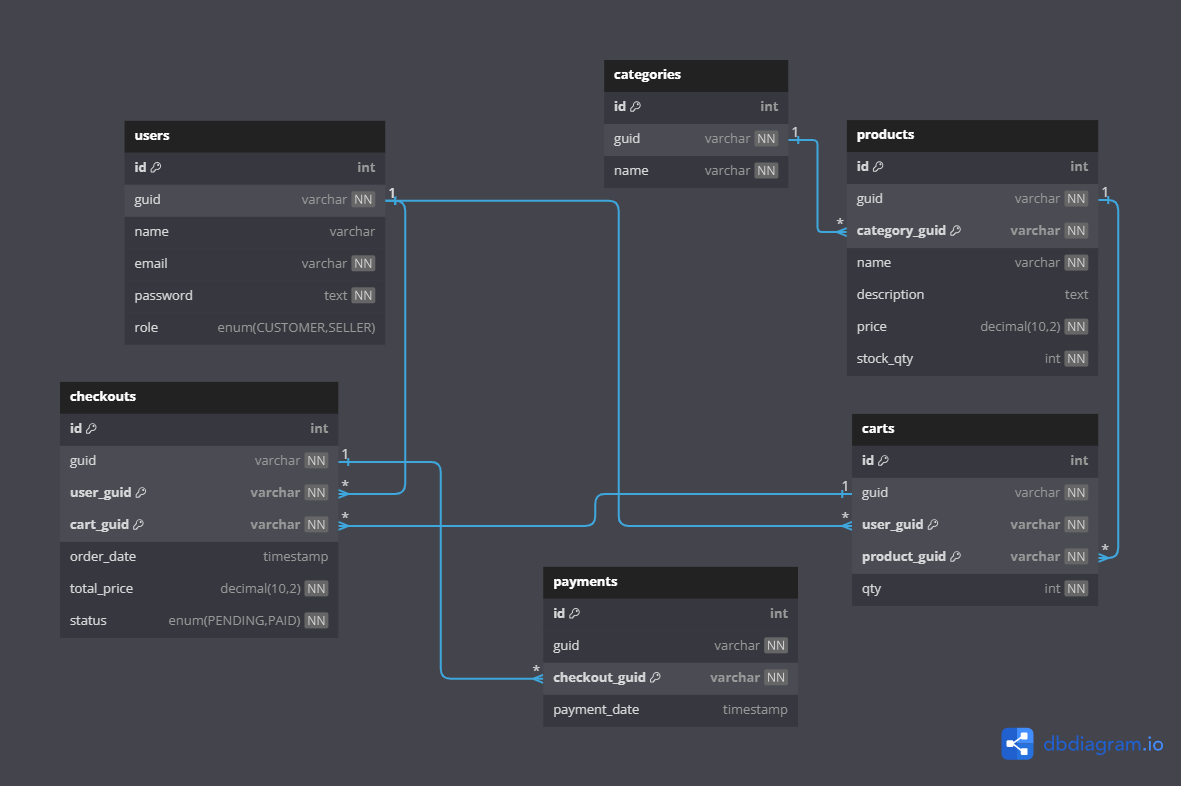 categories
id int
guid varchar NN
name varchar NN
users
id int
guid varchar NN
name varchar
email varchar NN
password text NN
role enum(CUSTOMER,SELLER)
products
id int
guid varchar NN
category_guid varchar NN
name varchar NN
description text
price decimal(10,2) NN
stock_qty int NN
checkouts
id int
guid varchar NN
user_guid varchar NN
cart_guid varchar NN
order_date timestamp
total_price decimal(10,2) NN
status enum(PENDING,PAID) NN
carts
id int
guid varchar NN
user_guid varchar NN
product_guid varchar NN
qty int NN
payments
id int
guid varchar NN
checkout_guid varchar NN
payment_date timestamp
1
*
1
*
1
*
1
*
1
*
1
*
dbdiagram.io